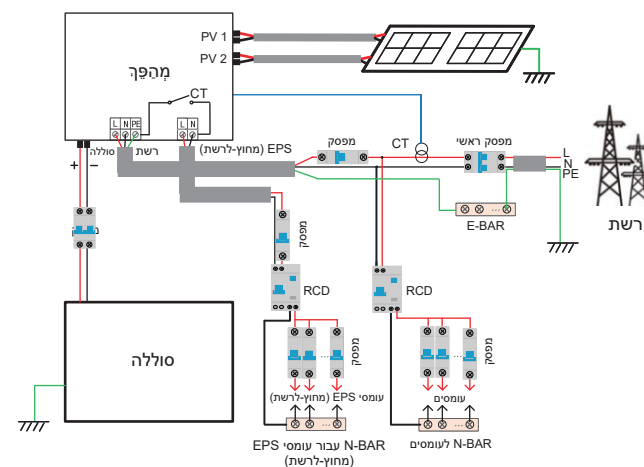 PV 1
PV 2
מְהַפֵּךְ
CT
L N PE
L N
+
−
סוללה
רשת
EPS (מחוץ-לרשת)
מפסק
CT
מפסק ראשי
L
N
PE
E-BAR
רשת
מפסק
RCD
RCD
סוללה
מפסק
מפסק
עומסי EPS (מחוץ-לרשת)
עומסים
N-BAR עבור עומסי EPS
(מחוץ-לרשת)
N-BAR לעומסים